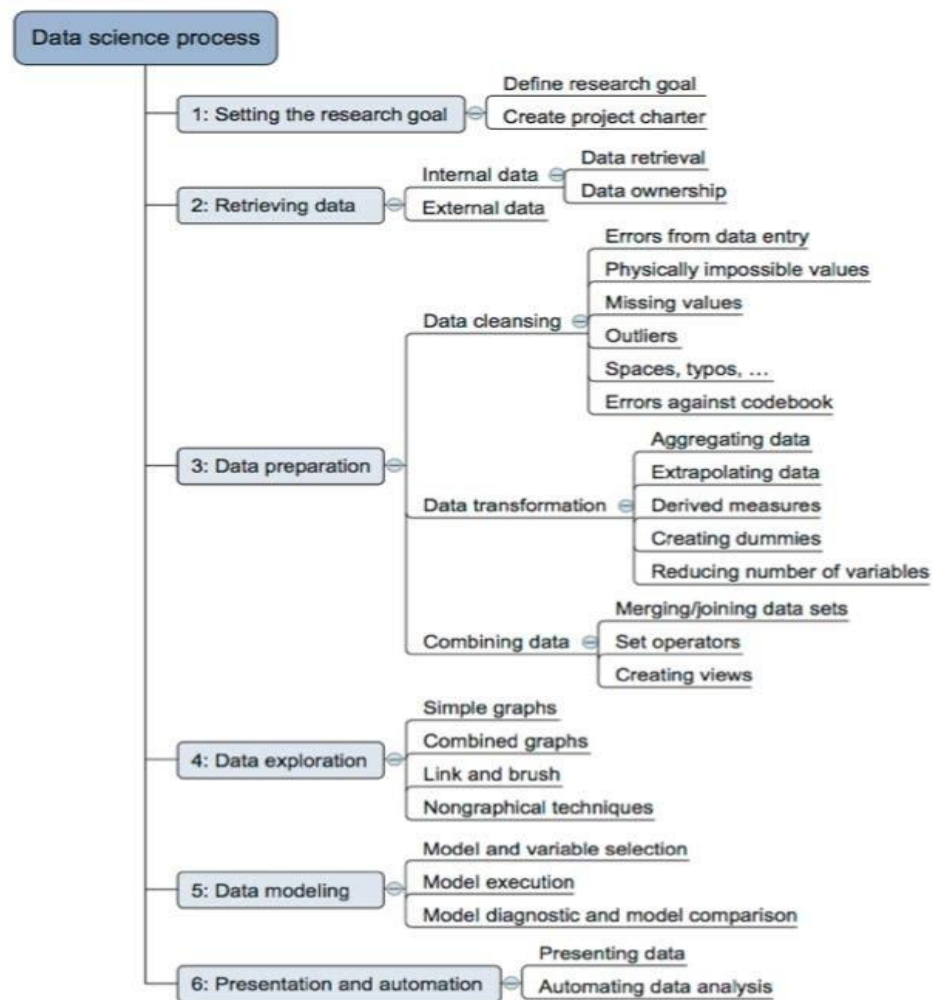 Data science process
1: Setting the research goal
Define research goal
Create project charter
2: Retrieving data
Internal data
Data retrieval
Data ownership
External data
3: Data preparation
Data cleansing
Errors from data entry
Physically impossible values
Missing values
Outliers
Spaces, typos, ...
Errors against codebook
Data transformation
Aggregating data
Extrapolating data
Derived measures
Creating dummies
Reducing number of variables
Combining data
Merging/joining data sets
Set operators
Creating views
4: Data exploration
Simple graphs
Combined graphs
Link and brush
Nongraphical techniques
5: Data modeling
Model and variable selection
Model execution
Model diagnostic and model comparison
6: Presentation and automation
Presenting data
Automating data analysis